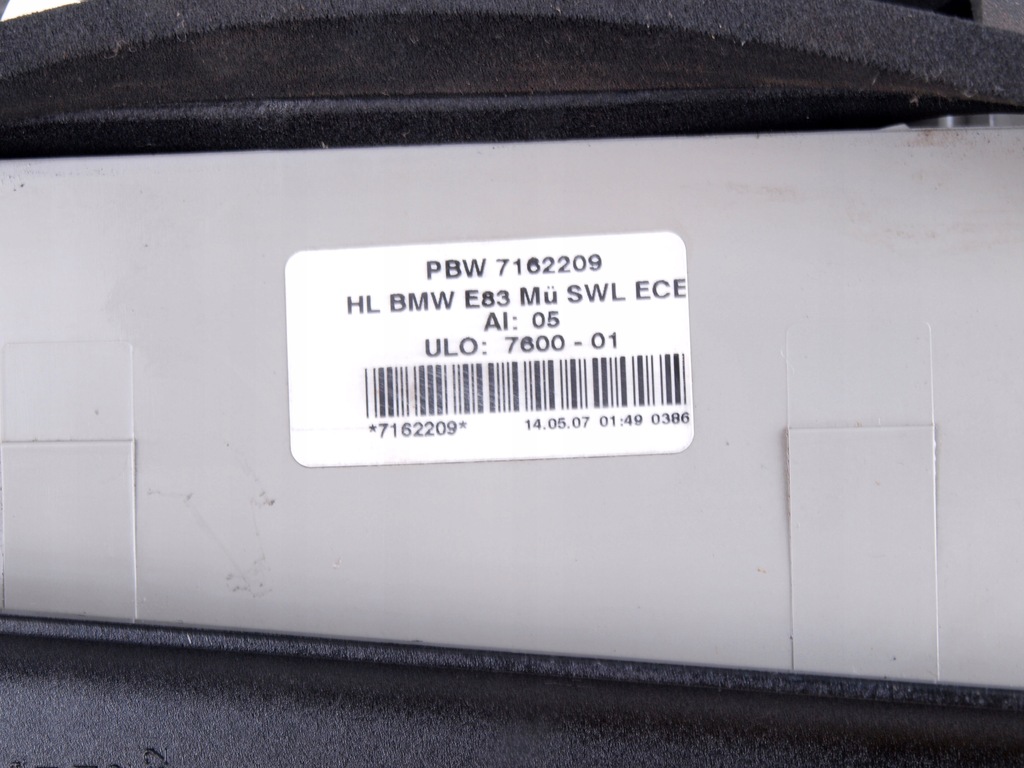 PBW 7162209
HL BMW E83 Mü SWL ECE
AI: 05
ULO: 7600 - 01
*7162209* 14.05.07 01:49 0386